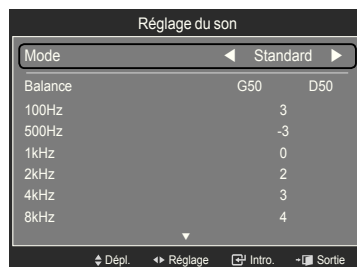 Réglage du son
Mode ◀ Standard ▶
Balance G50 D50
100Hz 3
500Hz -3
1kHz 0
2kHz 2
4kHz 3
8kHz 4
▼
Dépl. Réglage Intro. Sortie